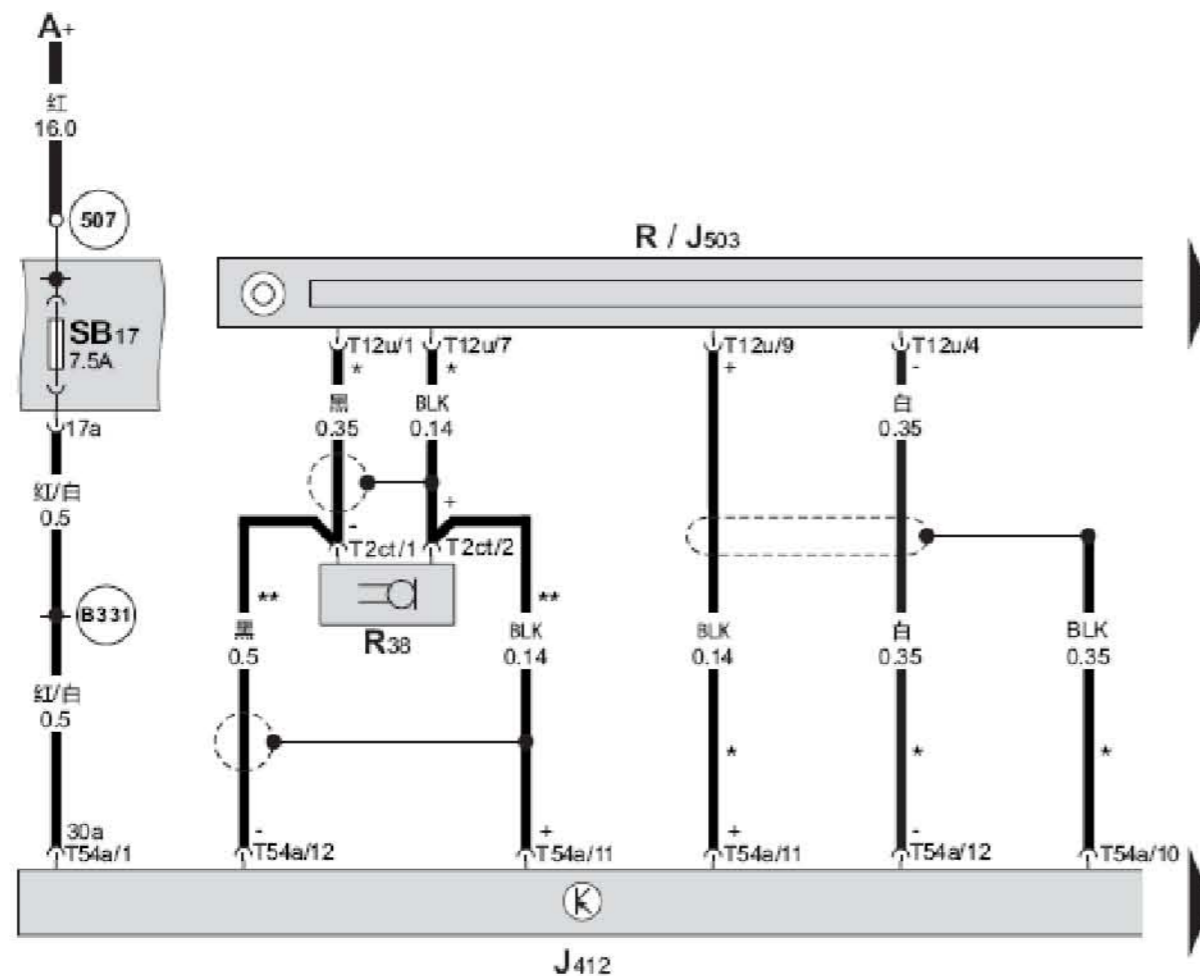 A+
红
16.0
507
R / J503
SB17
7.5A
T12u/1
T12u/7
T12u/9
T12u/4
*
*
+
-
黑
0.35
BLK
0.14
白
0.35
17a
红/白
0.5
-
+
T2ct/1
T2ct/2
**
**
B331
R38
黑
0.5
BLK
0.14
BLK
0.14
白
0.35
BLK
0.35
红/白
0.5
*
*
*
30a
-
+
+
-
T54a/1
T54a/12
T54a/11
T54a/11
T54a/12
T54a/10
J412